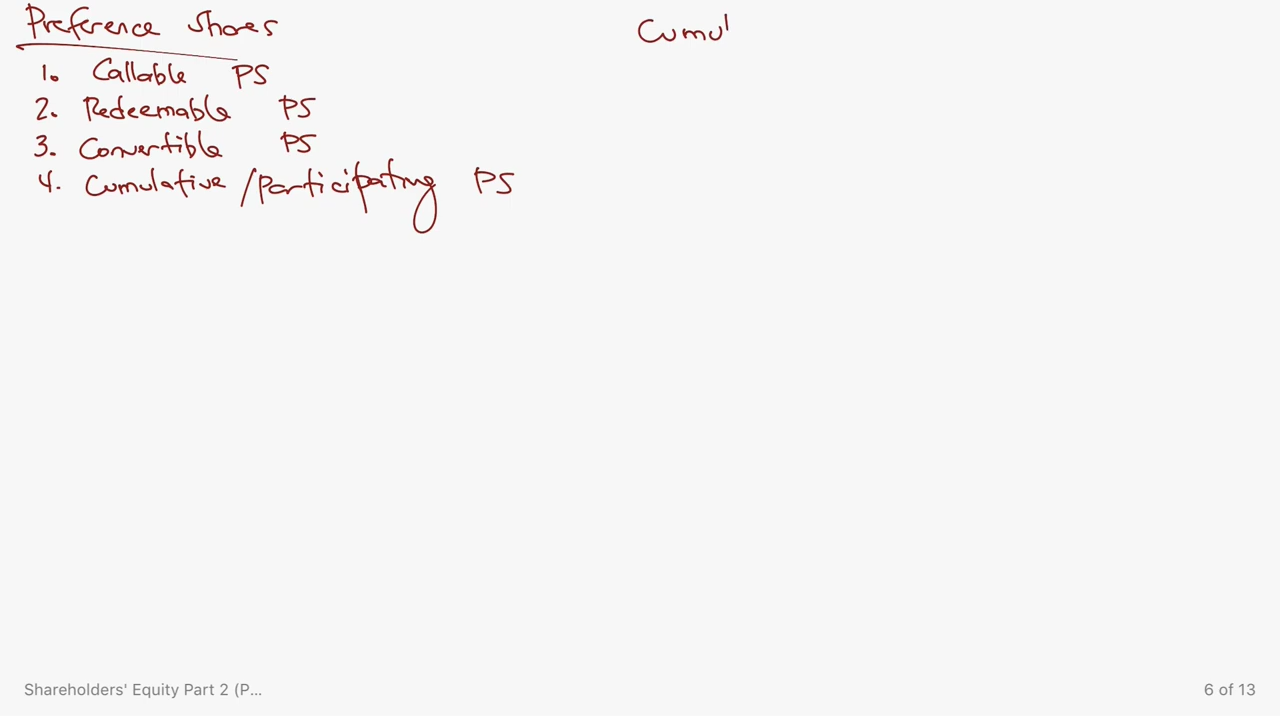 Preference Shares
1. Callable PS
2. Redeemable PS
3. Convertible PS
4. Cumulative / Participating PS
Cumul
Shareholders' Equity Part 2 (P...
6 of 13